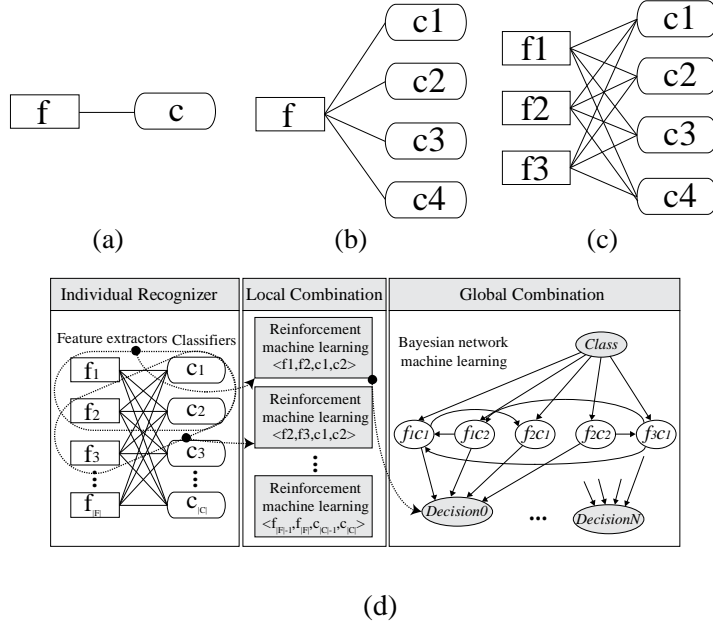 f c
(a)
f
c1
c2
c3
c4
(b)
f1
f2
f3
c1
c2
c3
c4
(c)
Individual Recognizer
Feature extractors Classifiers
f1 c1
f2 c2
f3 c3
f|F| c|C|
Local Combination
Reinforcement
machine learning
<f1,f2,c1,c2>
Reinforcement
machine learning
<f2,f3,c1,c2>
Reinforcement
machine learning
<f|F|-1,f|F|,c|C|-1,c|C|>
Global Combination
Bayesian network
machine learning
Class
f1c1 f1c2 f2c1 f2c2 f3c1
Decision0 ... DecisionN
(d)